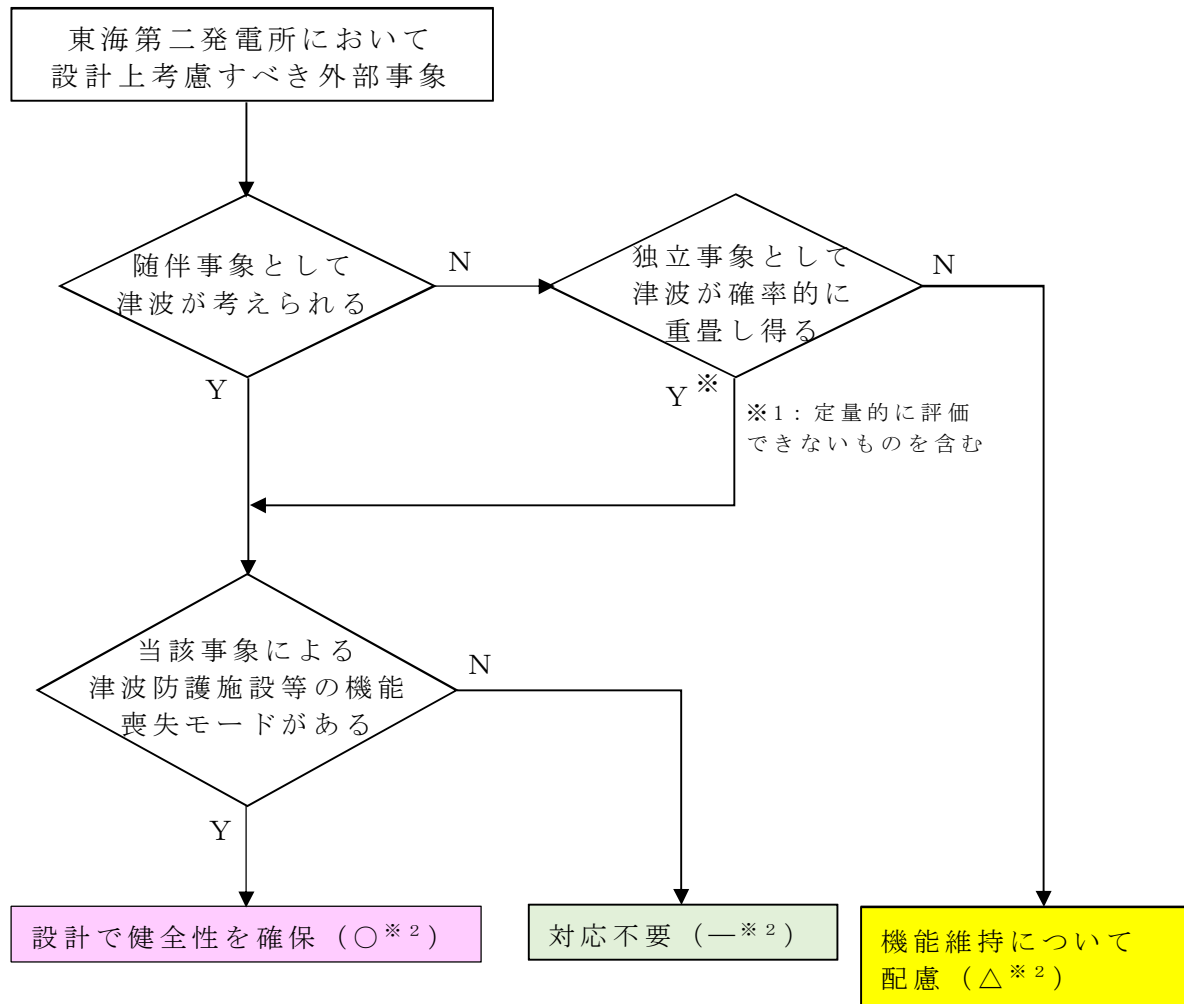 東海第二発電所において
設計上考慮すべき外部事象
随伴事象として
津波が考えられる
N
独立事象として
津波が確率的に
重畳し得る
N
Y
Y※
※1：定量的に評価
できないものを含む
当該事象による
津波防護施設等の機能
喪失モードがある
N
Y
設計で健全性を確保（○※２）
対応不要（―※２）
機能維持について
配慮（△※２）